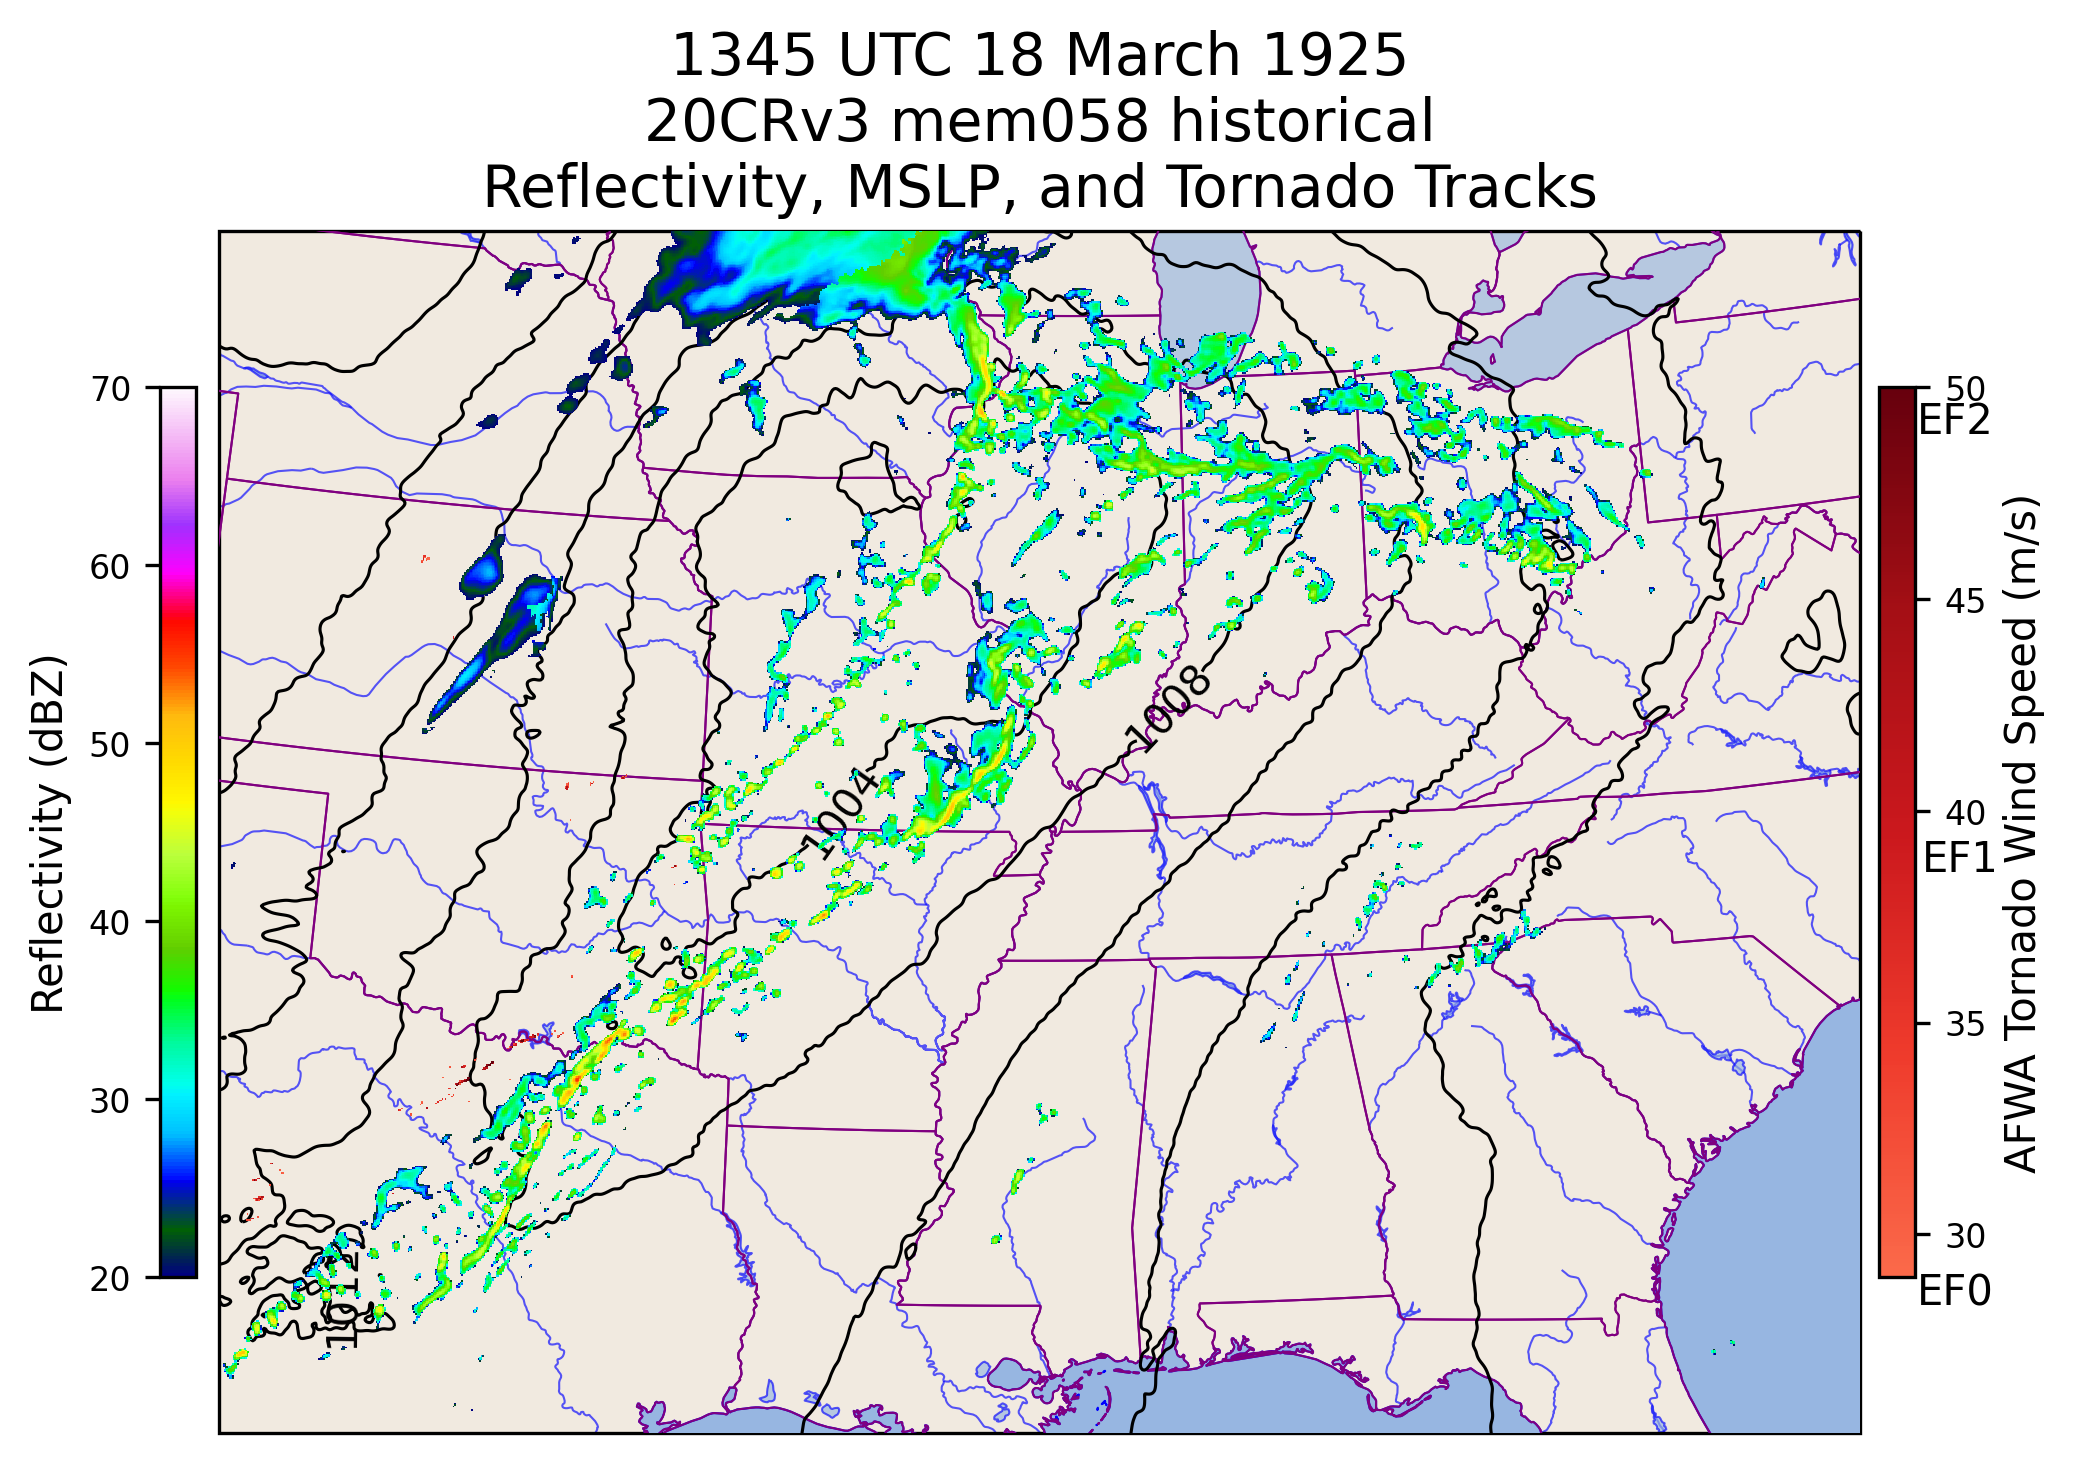 1345 UTC 18 March 1925
20CRv3 mem058 historical
Reflectivity, MSLP, and Tornado Tracks
70
60
50
40
30
20
Reflectivity (dBZ)
1008
1004
1012
50
EF2
45
40
EF1
35
30
EF0
AFWA Tornado Wind Speed (m/s)